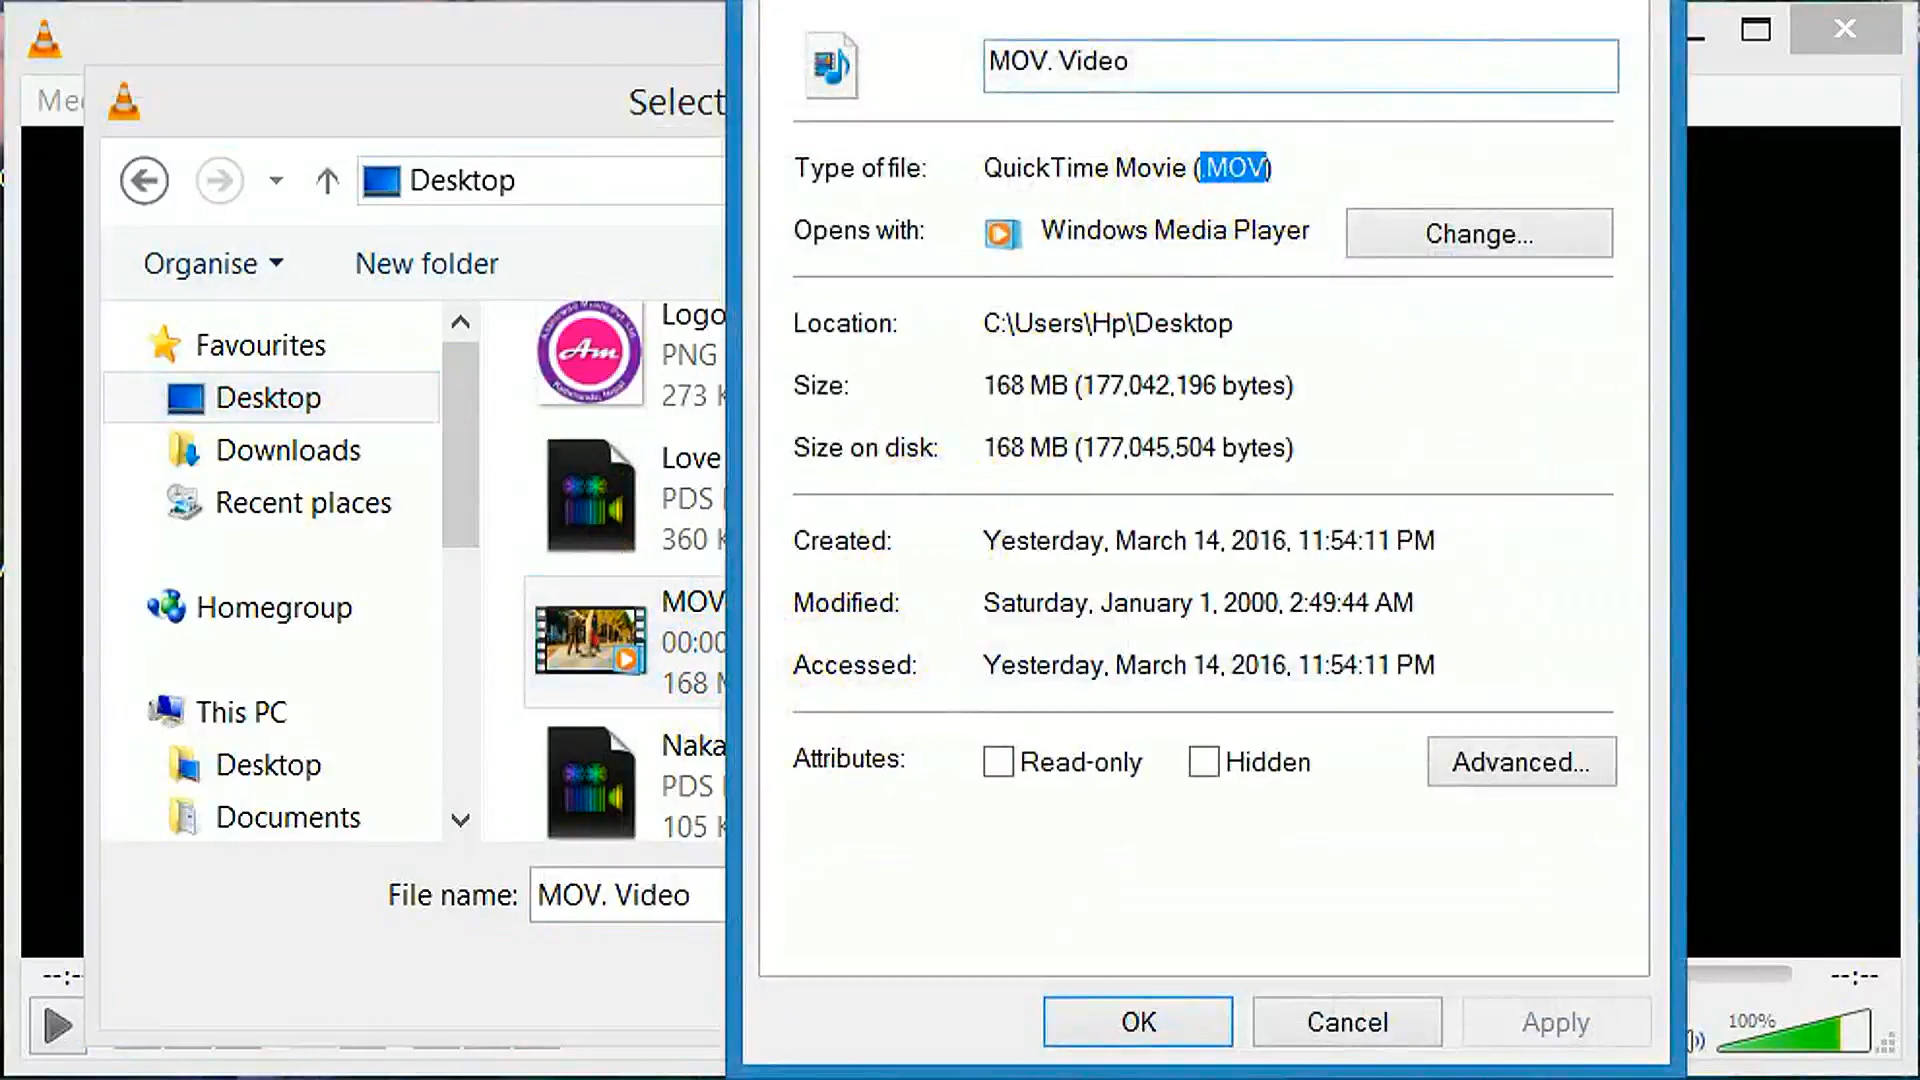 Select
Desktop
Organise
New folder
Favourites
Desktop
Downloads
Recent places
Homegroup
This PC
Desktop
Documents
Logo
PNG
273
Am
Love
PDS
360
MOV
00:00
168
Naka
PDS
105
File name: MOV. Video
MOV. Video
Type of file: QuickTime Movie (.MOV)
Opens with: Windows Media Player Change...
Location: C:\Users\Hp\Desktop
Size: 168 MB (177,042,196 bytes)
Size on disk: 168 MB (177,045,504 bytes)
Created: Yesterday, March 14, 2016, 11:54:11 PM
Modified: Saturday, January 1, 2000, 2:49:44 AM
Accessed: Yesterday, March 14, 2016, 11:54:11 PM
Attributes: Read-only Hidden Advanced...
OK Cancel Apply
--:--
100%